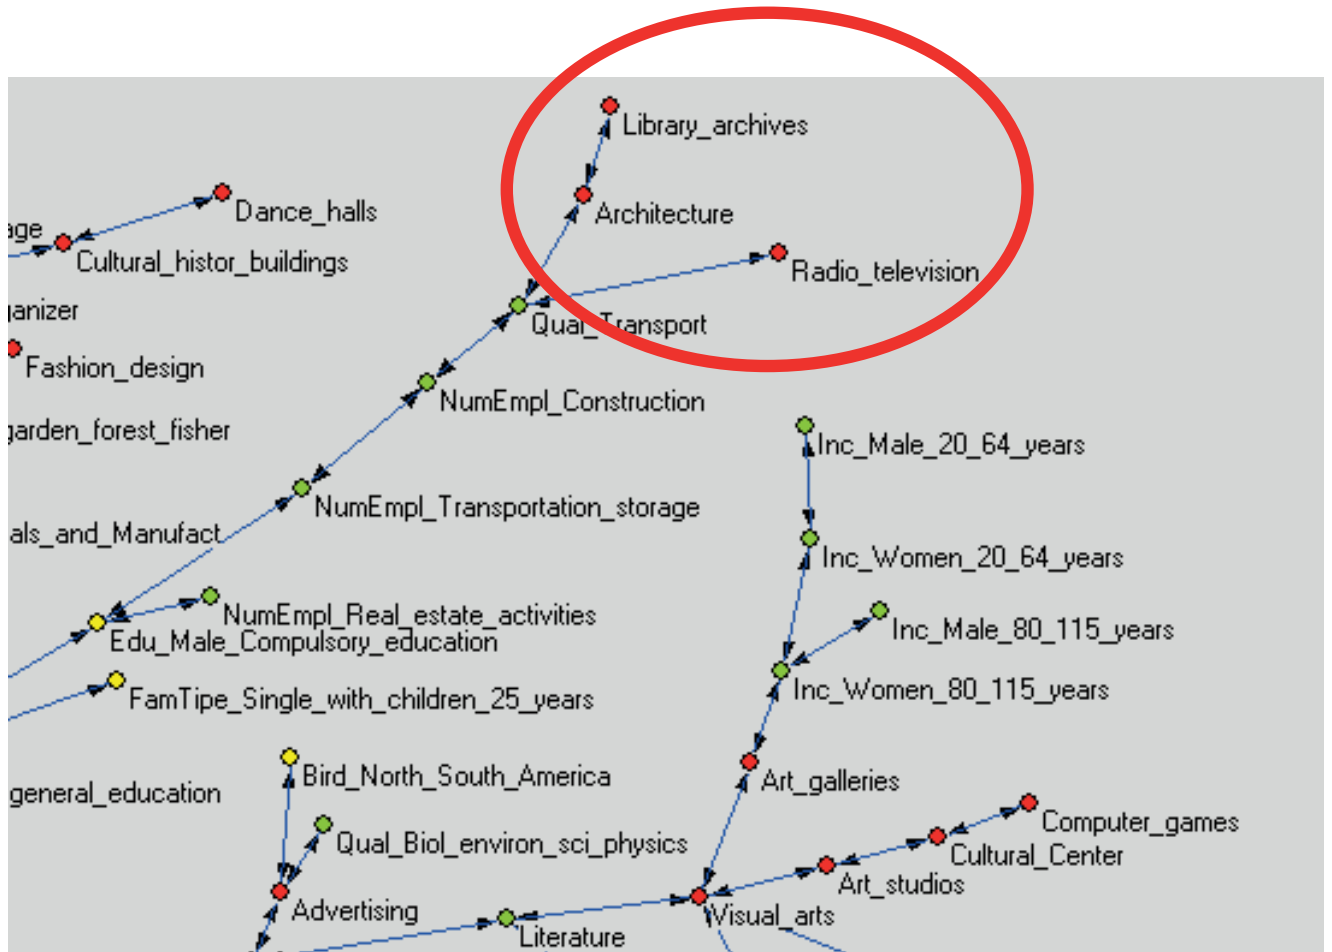 Library_archives
Architecture
Dance_halls
age
Cultural_histor_buildings
Radio_television
ganizer
Qual_Transport
Fashion_design
NumEmpl_Construction
garden_forest_fisher
Inc_Male_20_64_years
NumEmpl_Transportation_storage
als_and_Manufact
Inc_Women_20_64_years
NumEmpl_Real_estate_activities
Edu_Male_Compulsory_education
Inc_Male_80_115_years
FamTipe_Single_with_children_25_years
Inc_Women_80_115_years
Bird_North_South_America
Art_galleries
general_education
Computer_games
Qual_Biol_environ_sci_physics
Cultural_Center
Art_studios
Advertising
Visual_arts
Literature